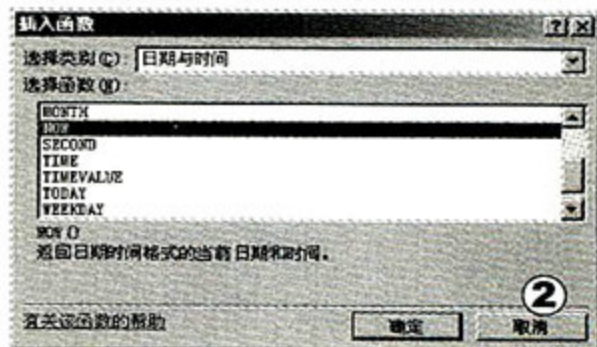 插入函数
选择类别(C): 日期与时间
选择函数(N):
MONTH
NOW
SECOND
TIME
TIMEVALUE
TODAY
WEEKDAY
NOW()
返回日期时间格式的当前日期和时间。
②
有关该函数的帮助 确定 取消